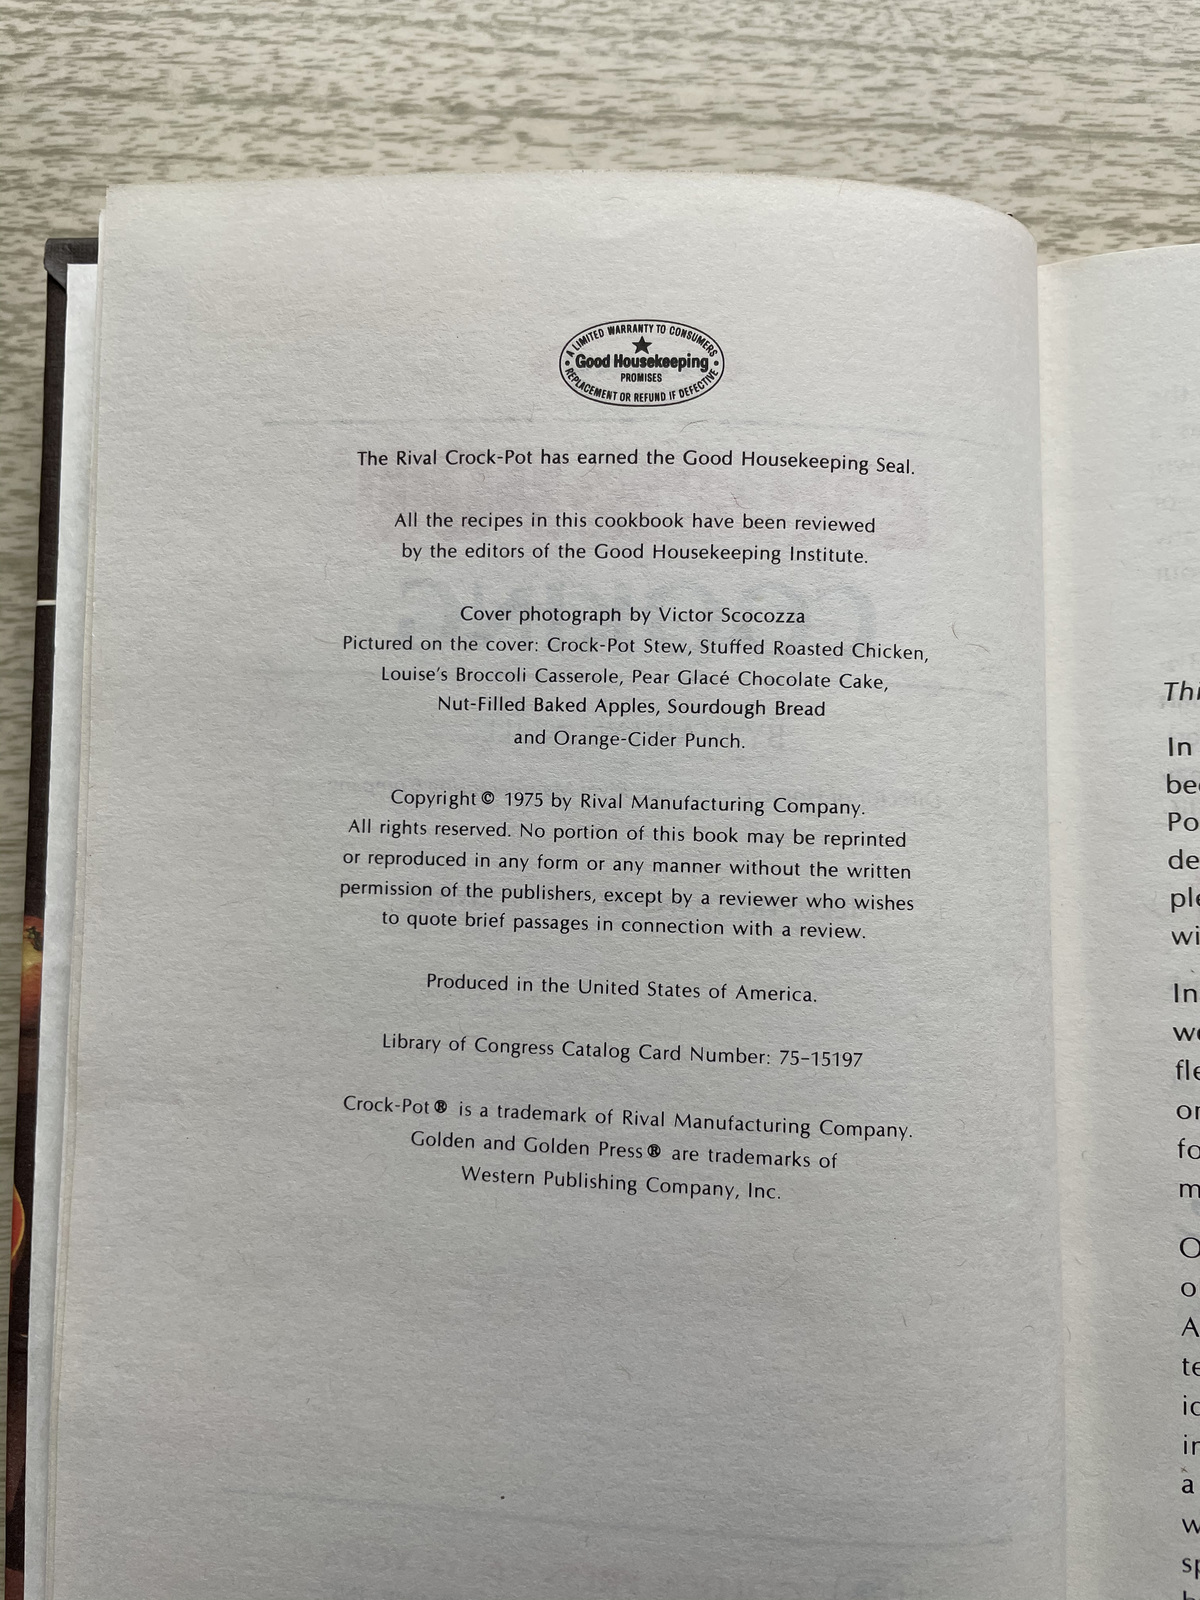 A LIMITED WARRANTY TO CONSUMERS
Good Housekeeping
PROMISES
REPLACEMENT OR REFUND IF DEFECTIVE
The Rival Crock-Pot has earned the Good Housekeeping Seal.
All the recipes in this cookbook have been reviewed
by the editors of the Good Housekeeping Institute.
Cover photograph by Victor Scocozza
Pictured on the cover: Crock-Pot Stew, Stuffed Roasted Chicken,
Louise's Broccoli Casserole, Pear Glacé Chocolate Cake,
Nut-Filled Baked Apples, Sourdough Bread
and Orange-Cider Punch.
Copyright © 1975 by Rival Manufacturing Company.
All rights reserved. No portion of this book may be reprinted
or reproduced in any form or any manner without the written
permission of the publishers, except by a reviewer who wishes
to quote brief passages in connection with a review.
Produced in the United States of America.
Library of Congress Catalog Card Number: 75-15197
Crock-Pot® is a trademark of Rival Manufacturing Company.
Golden and Golden Press® are trademarks of
Western Publishing Company, Inc.
In
In